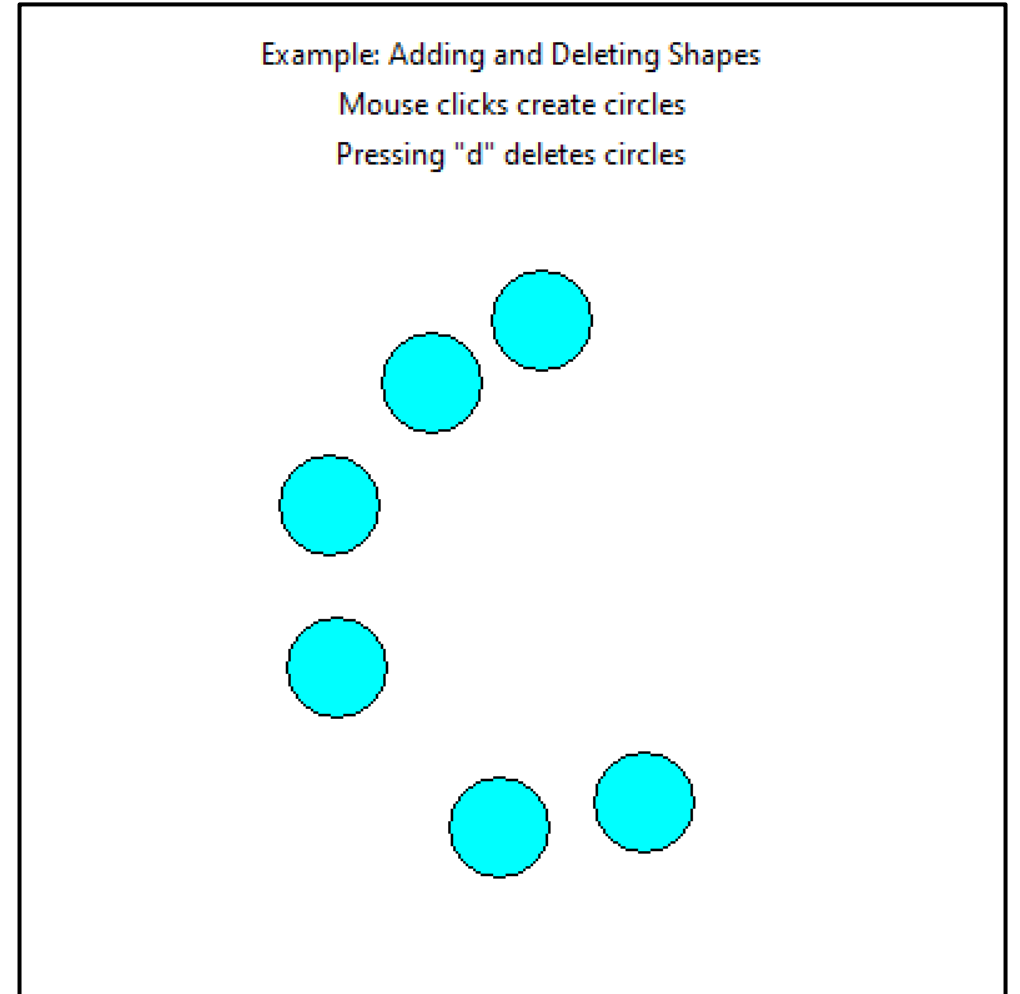 Example: Adding and Deleting Shapes
Mouse clicks create circles
Pressing "d" deletes circles